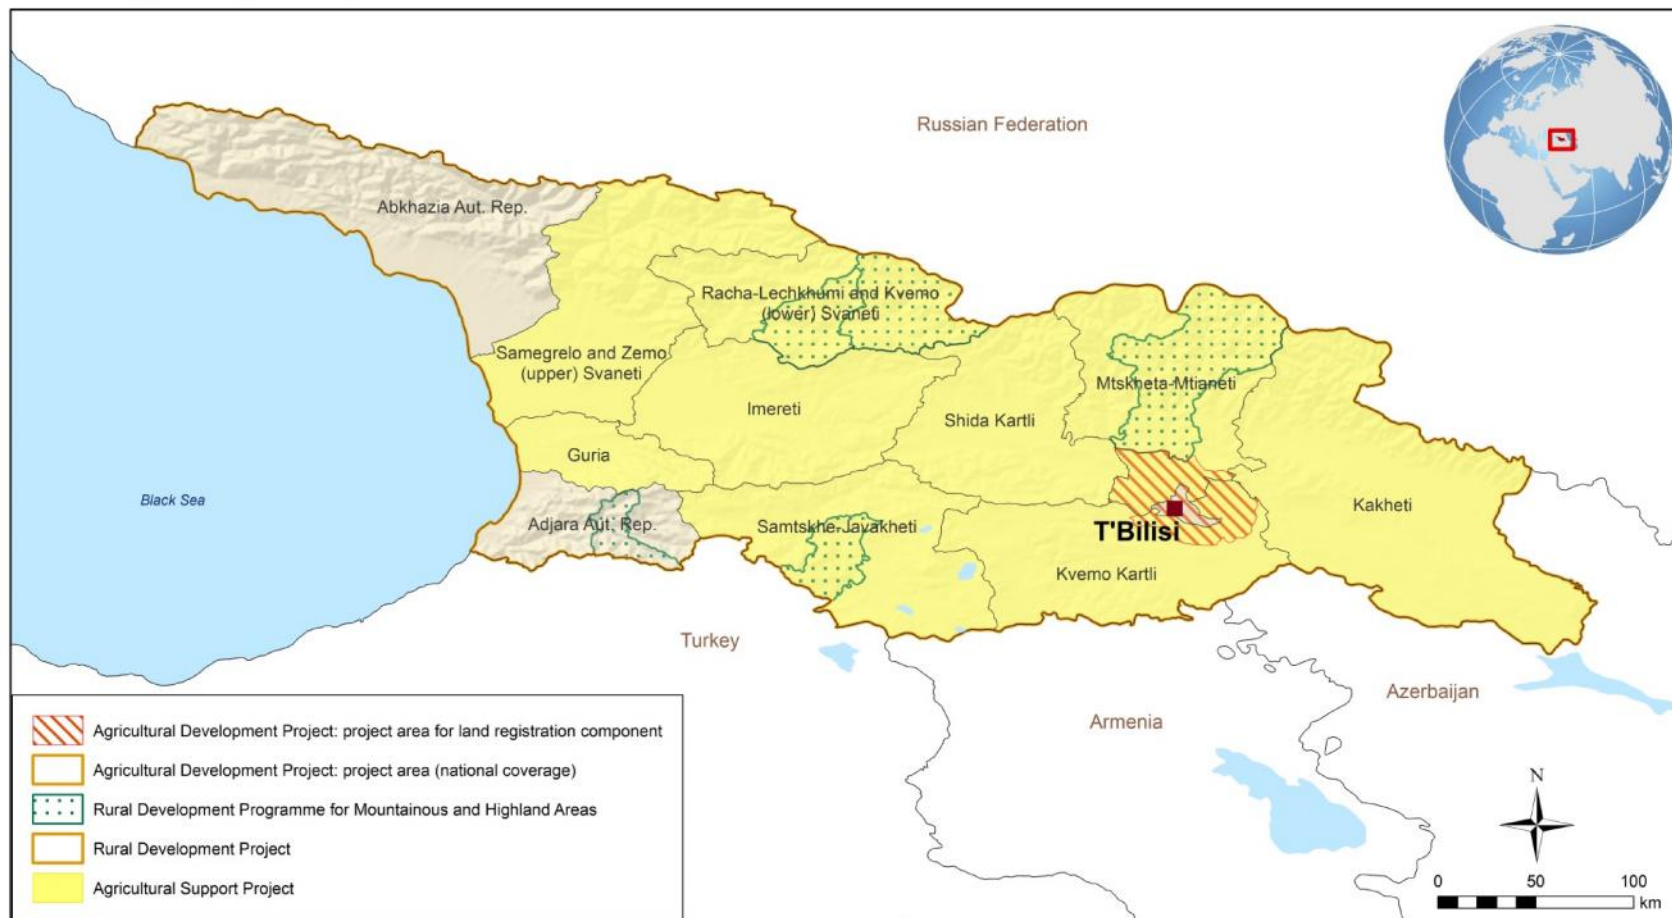 Russian Federation
Abkhazia Aut. Rep.
Racha-Lechkhumi and Kvemo
(lower) Svaneti
Samegrelo and Zemo
(upper) Svaneti
Mtskheta-Mtianeti
Imereti
Shida Kartli
Guria
Black Sea
Kakheti
Adjara Aut. Rep.
Samtskhe-Javakheti
T'Bilisi
Kvemo Kartli
Turkey
Azerbaijan
Armenia
Agricultural Development Project: project area for land registration component
Agricultural Development Project: project area (national coverage)
Rural Development Programme for Mountainous and Highland Areas
Rural Development Project
Agricultural Support Project
N
0 50 100
km